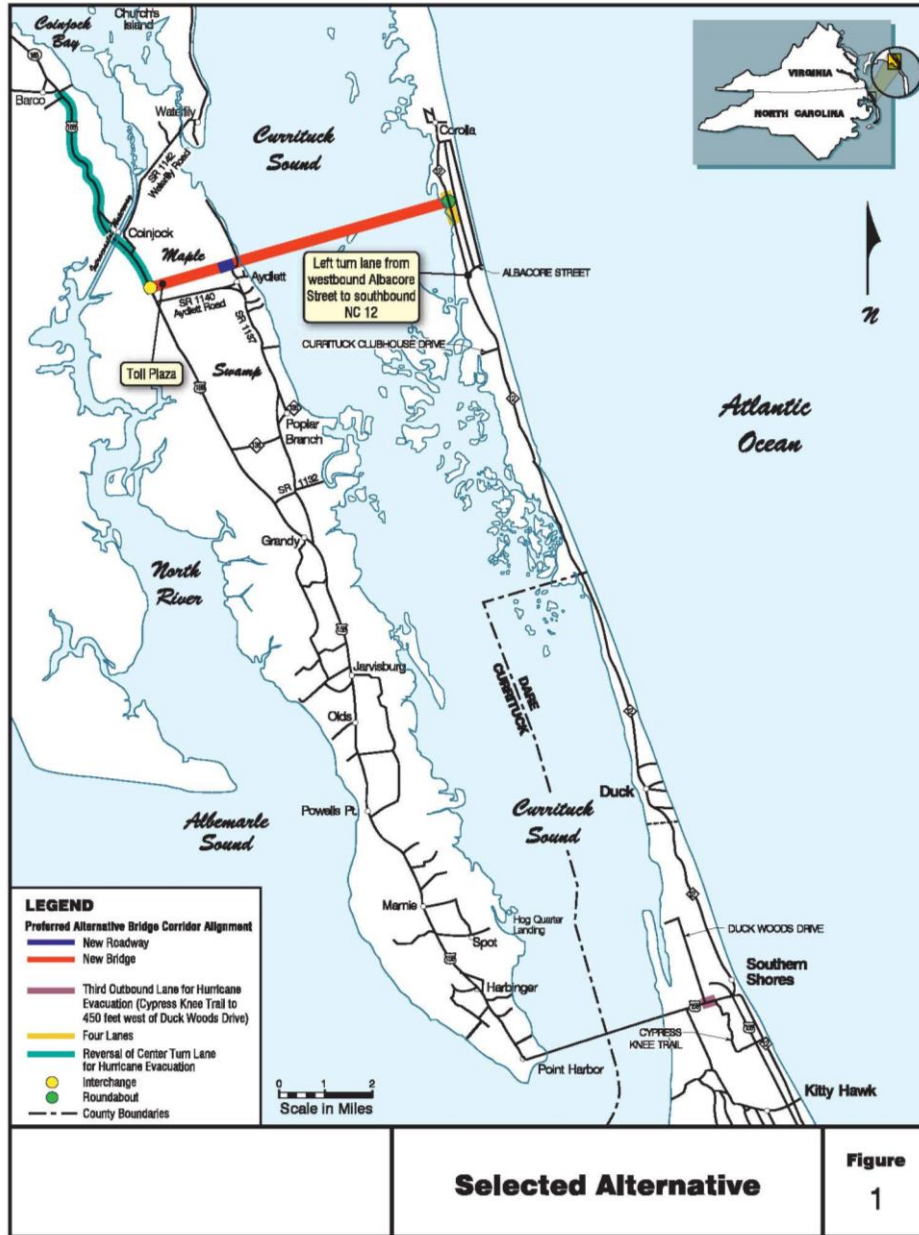 Coinjock
Bay
Church's
Island
Barco
Waterlily
SR 1142
Waterlily Road
Currituck
Sound
Corolla
VIRGINIA
NORTH CAROLINA
Coinjock
Maple
Aydlett
SR 1140
Aydlett Road
SR 1137
Left turn lane from
westbound Albacore
Street to southbound
NC 12
ALBACORE STREET
N
Toll Plaza
CURRITUCK CLUBHOUSE DRIVE
Swamp
Poplar
Branch
SR 1132
Atlantic
Ocean
Grandy
North
River
Jarvisburg
Olds
DARE
CURRITUCK
Duck
Powells Pt.
Albemarle
Sound
Currituck
Sound
Mamie
Spot
Hog Quarter
Landing
DUCK WOODS DRIVE
Southern
Shores
Harbinger
CYPRESS
KNEE TRAIL
Point Harbor
Kitty Hawk
LEGEND
Preferred Alternative Bridge Corridor Alignment
New Roadway
New Bridge
Third Outbound Lane for Hurricane
Evacuation (Cypress Knee Trail to
450 feet west of Duck Woods Drive)
Four Lanes
Reversal of Center Turn Lane
for Hurricane Evacuation
Interchange
Roundabout
County Boundaries
0 1 2
Scale in Miles
Selected Alternative
Figure
1